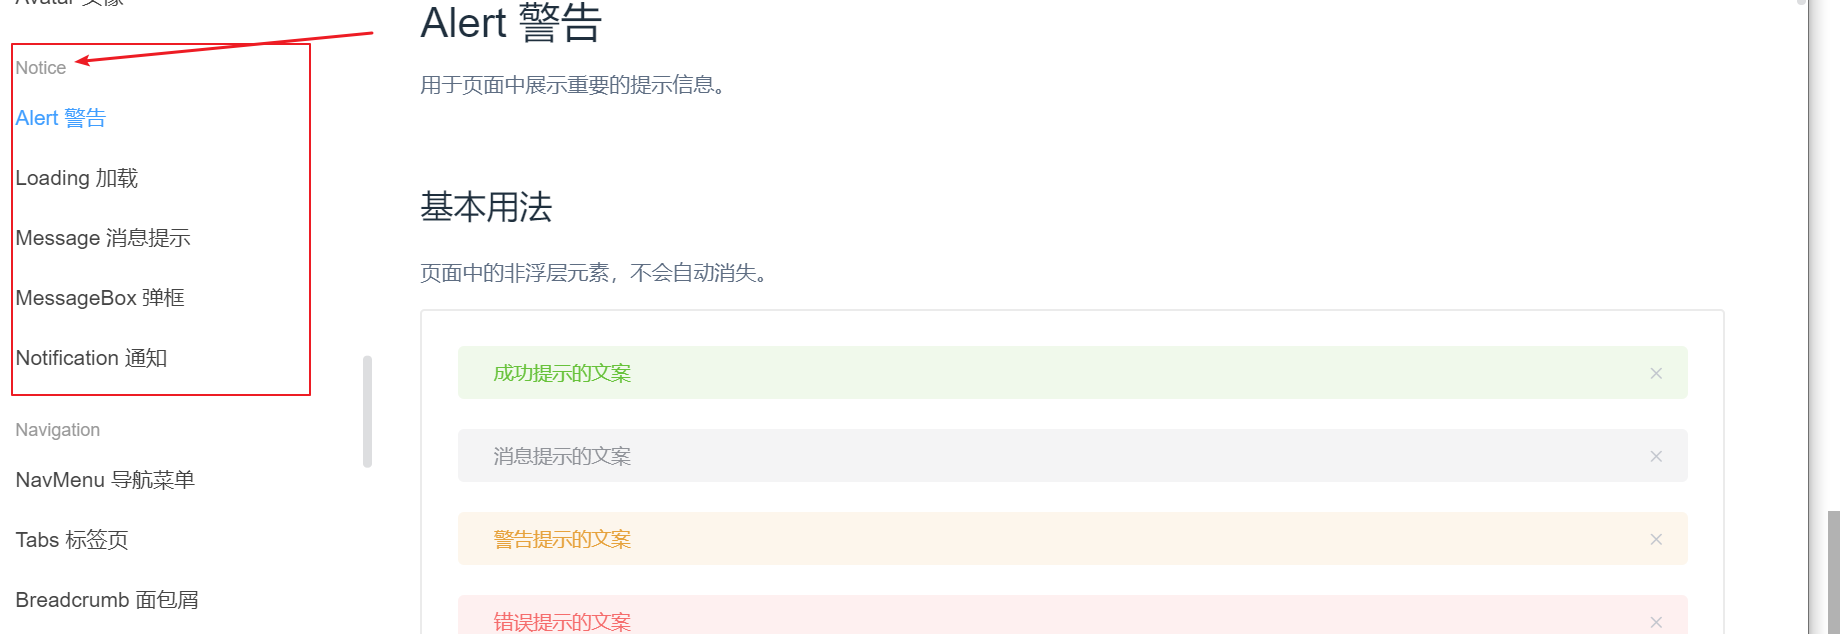 Avatar 头像
Notice
Alert 警告
Loading 加载
Message 消息提示
MessageBox 弹框
Notification 通知
Navigation
NavMenu 导航菜单
Tabs 标签页
Breadcrumb 面包屑
Alert 警告
用于页面中展示重要的提示信息。
基本用法
页面中的非浮层元素，不会自动消失。
成功提示的文案
消息提示的文案
警告提示的文案
错误提示的文案